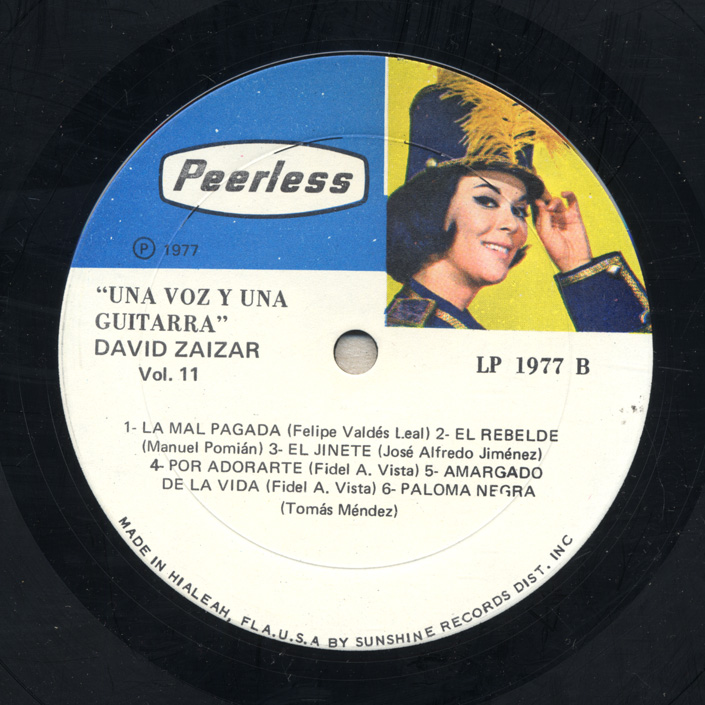 Peerless
Ⓟ 1977
"UNA VOZ Y UNA
GUITARRA"
DAVID ZAIZAR
Vol. 11
LP 1977 B
1- LA MAL PAGADA (Felipe Valdés Leal) 2- EL REBELDE
(Manuel Pomián) 3- EL JINETE (José Alfredo Jiménez)
4- POR ADORARTE (Fidel A. Vista) 5- AMARGADO
DE LA VIDA (Fidel A. Vista) 6- PALOMA NEGRA
(Tomás Méndez)
MADE IN HIALEAH, FLA.U.S.A BY SUNSHINE RECORDS DIST. INC